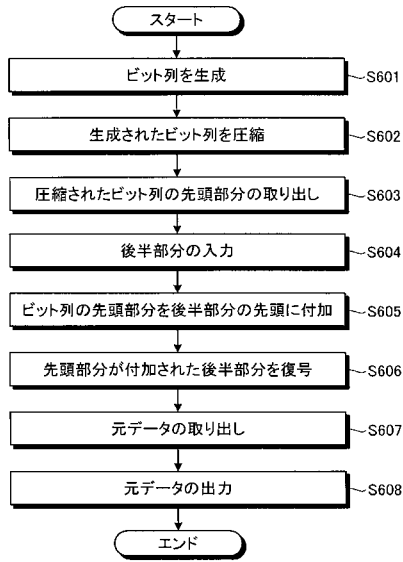 スタート
ビット列を生成
S601
生成されたビット列を圧縮
S602
圧縮されたビット列の先頭部分の取り出し
S603
後半部分の入力
S604
ビット列の先頭部分を後半部分の先頭に付加
S605
先頭部分が付加された後半部分を復号
S606
元データの取り出し
S607
元データの出力
S608
エンド